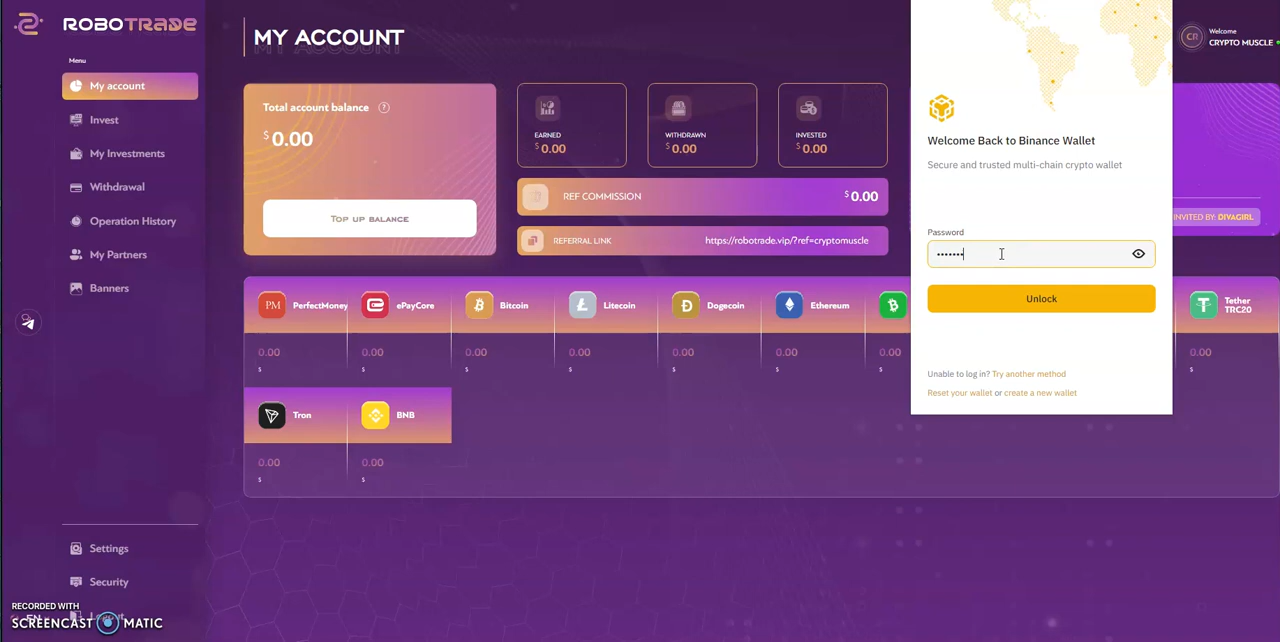 ROBOTRADE
Menu
My account
Invest
My Investments
Withdrawal
Operation History
My Partners
Banners
Settings
Security
EN
RECORDED WITH
SCREENCAST MATIC
MY ACCOUNT
Total account balance ?
$ 0.00
TOP UP BALANCE
EARNED
$ 0.00
WITHDRAWN
$ 0.00
INVESTED
$ 0.00
REF COMMISSION $ 0.00
REFERRAL LINK https://robotrade.vip/?ref=cryptomuscle
PM PerfectMoney ePayCore Bitcoin Litecoin Dogecoin Ethereum
Tether
TRC20
0.00 0.00 0.00 0.00 0.00 0.00 0.00 0.00
$ $ $ $ $ $ $ $
Tron BNB
0.00 0.00
$ $
CR
Welcome
CRYPTO MUSCLE
INVITED BY: DIVAGIRL
Welcome Back to Binance Wallet
Secure and trusted multi-chain crypto wallet
Password
•••••••
Unlock
Unable to log in? Try another method
Reset your wallet or create a new wallet